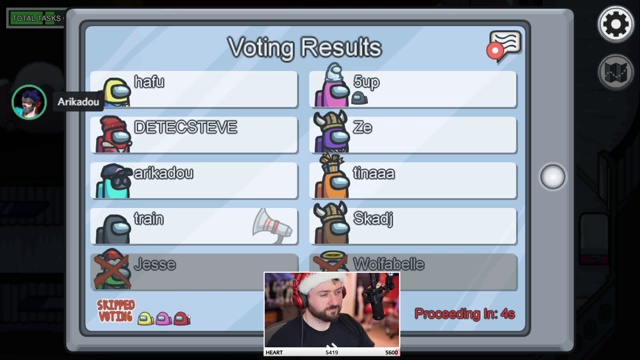 TOTAL TASKS
Voting Results
hafu
5up
Arikadou
DETECSTEVE
Ze
arikadou
tinaaa
train
Skadj
Jesse
Wolfabelle
SKIPPED
VOTING
Proceeding In: 4s
HEART 5419 5600